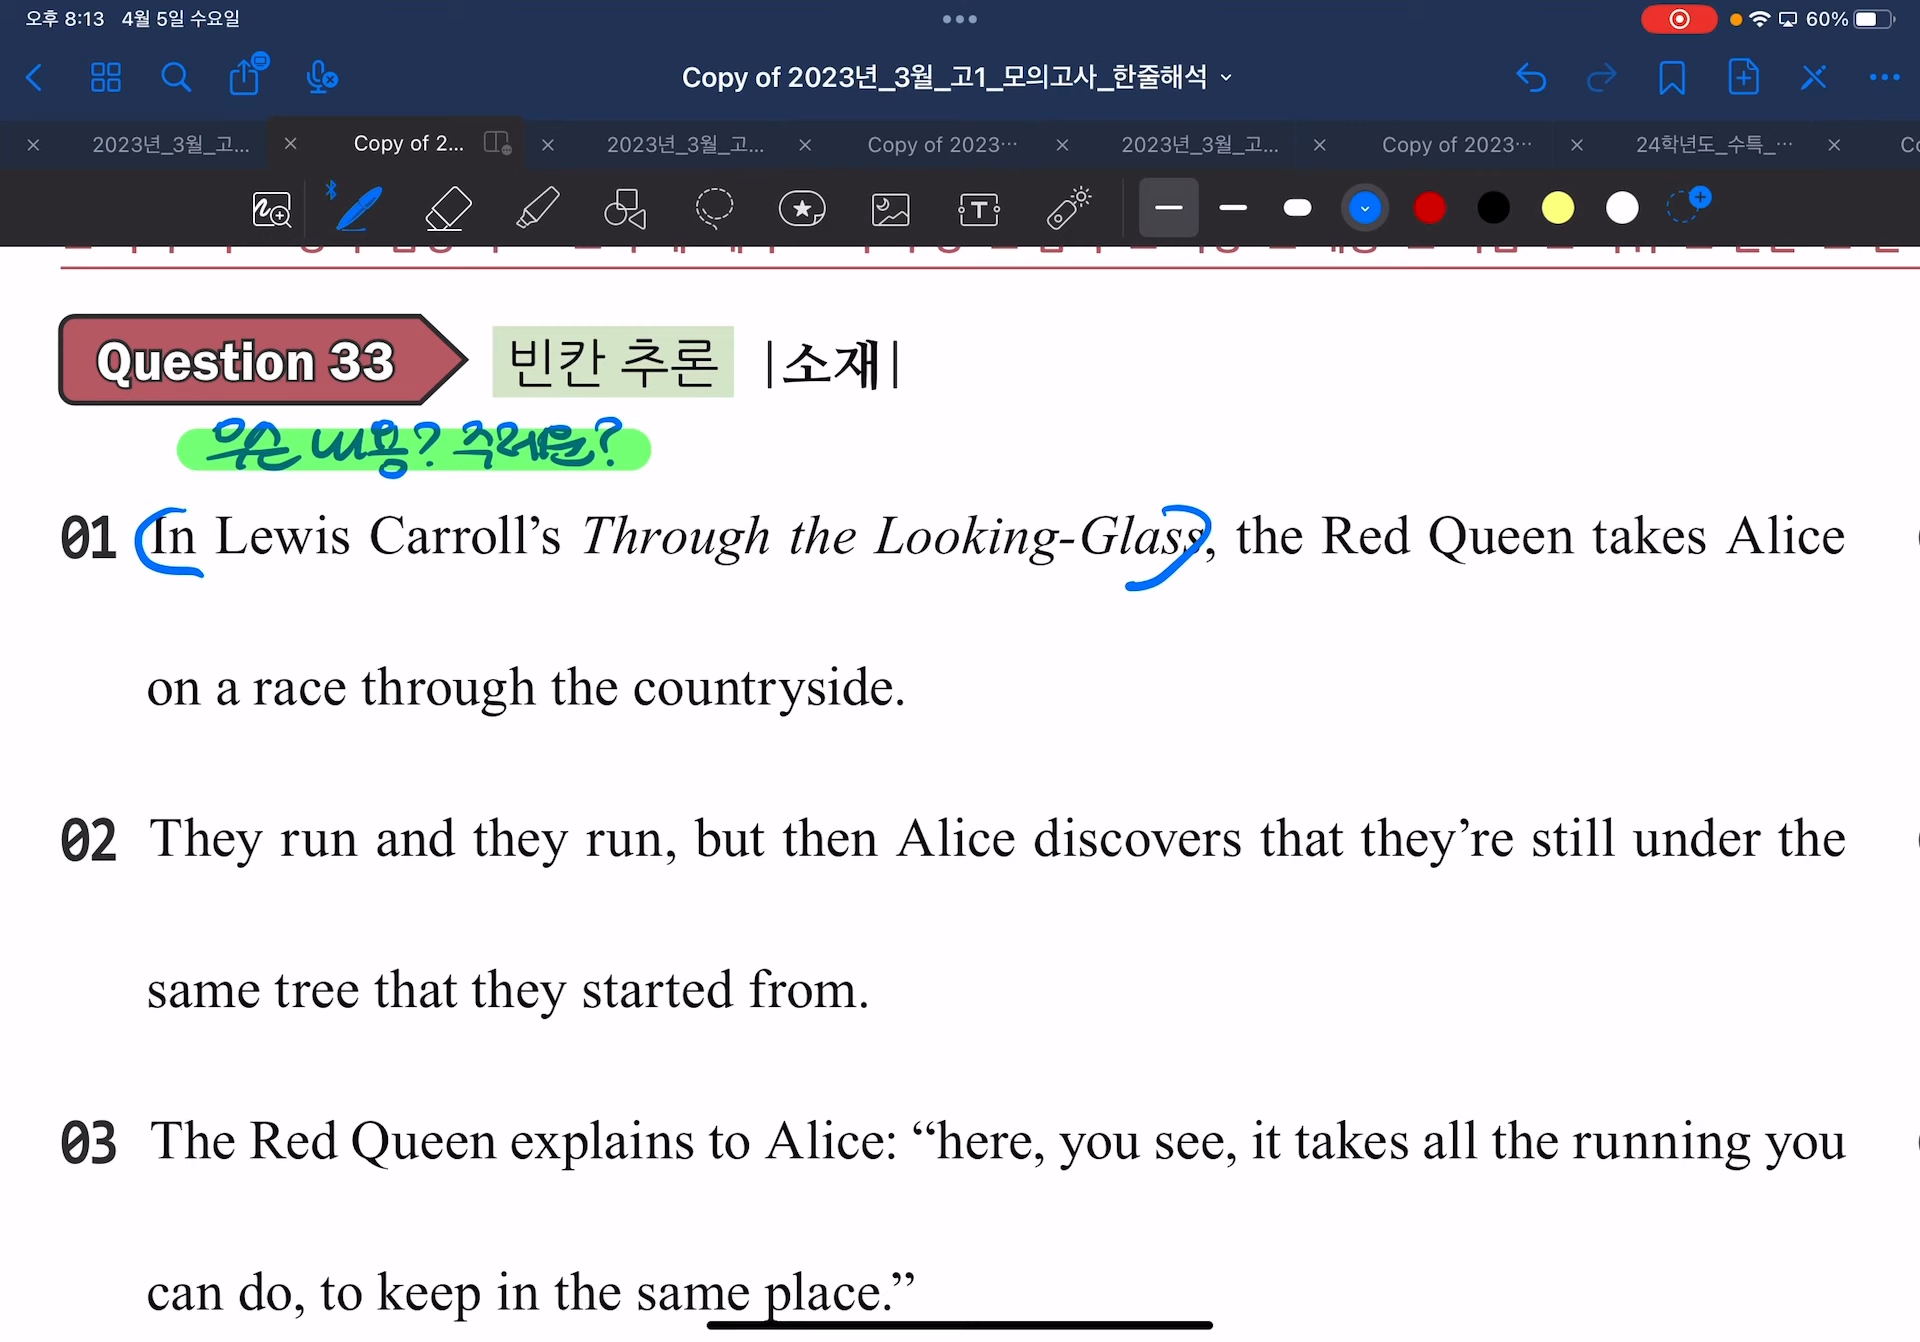 오후 8:13 4월 5일 수요일
60%
Copy of 2023년_3월_고1_모의고사_한줄해석
2023년_3월_고... Copy of 2... 2023년_3월_고... Copy of 2023... 2023년_3월_고... Copy of 2023... 24학년도_수특_...
Question 33 빈칸 추론 |소재|
무슨 내용? 주레문?
01 In Lewis Carroll’s Through the Looking-Glass, the Red Queen takes Alice
on a race through the countryside.
02 They run and they run, but then Alice discovers that they’re still under the
same tree that they started from.
03 The Red Queen explains to Alice: “here, you see, it takes all the running you
can do, to keep in the same place.”